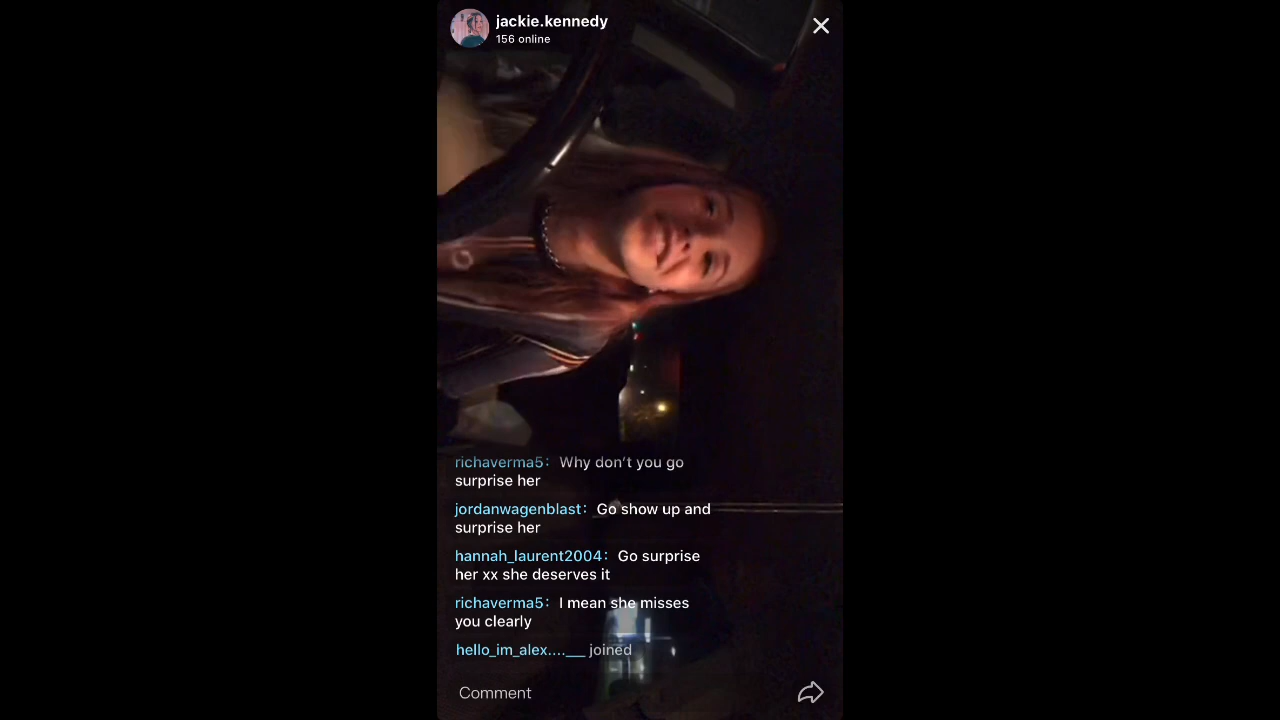 jackie.kennedy
156 online
richaverma5: Why don't you go
surprise her
jordanwagenblast: Go show up and
surprise her
hannah_laurent2004: Go surprise
her xx she deserves it
richaverma5: I mean she misses
you clearly
hello_im_alex....___ joined
Comment